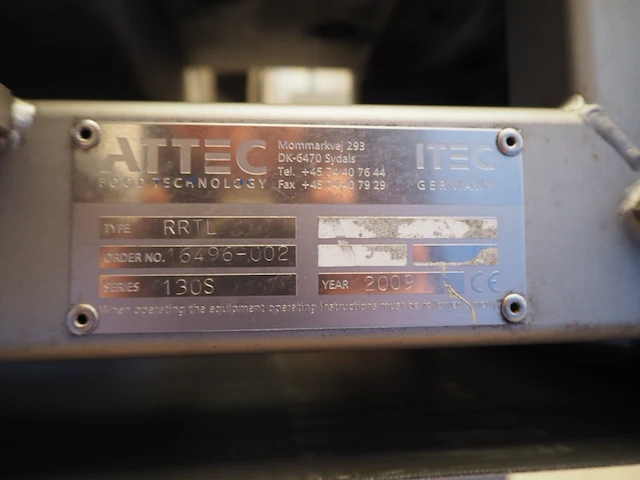 ATTEC
FOOD TECHNOLOGY
Mommarkvej 293
DK-6470 Sydals
Tel. +45 74 40 76 44
Fax +45 74 40 79 29
ITEC
GERMANY
TYPE RRTL
ORDER NO. 16496-002
SERIES 130S
YEAR 2009 CE
When operating the equipment operating instructions must be